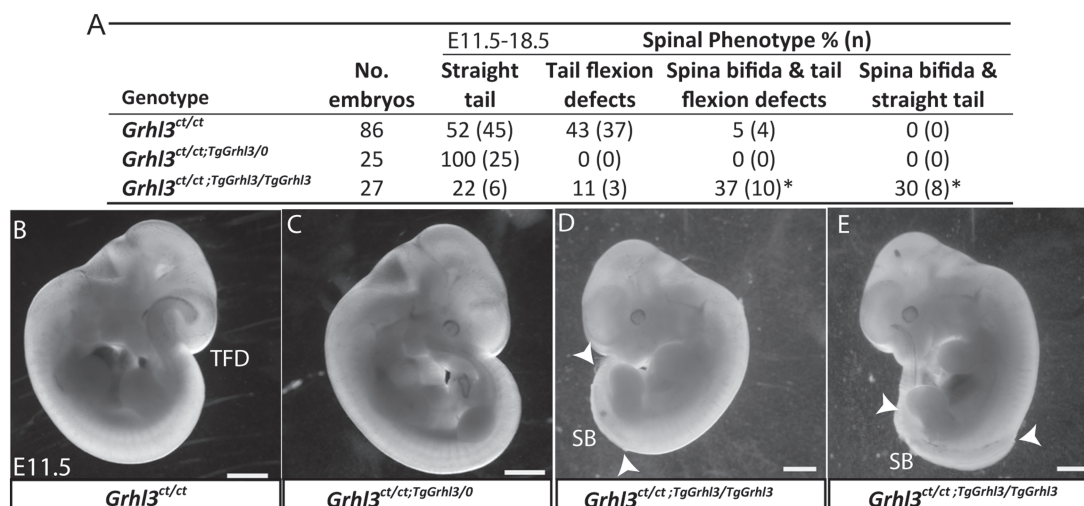 A
E11.5-18.5 Spinal Phenotype % (n)
No. Straight Tail flexion Spina bifida & tail Spina bifida &
Genotype embryos tail defects flexion defects straight tail
Grhl3ct/ct 86 52 (45) 43 (37) 5 (4) 0 (0)
Grhl3ct/ct;TgGrhl3/0 25 100 (25) 0 (0) 0 (0) 0 (0)
Grhl3ct/ct ;TgGrhl3/TgGrhl3 27 22 (6) 11 (3) 37 (10)* 30 (8)*
B C D E
TFD
SB SB
E11.5
Grhl3ct/ct Grhl3ct/ct;TgGrhl3/0 Grhl3ct/ct ;TgGrhl3/TgGrhl3 Grhl3ct/ct ;TgGrhl3/TgGrhl3